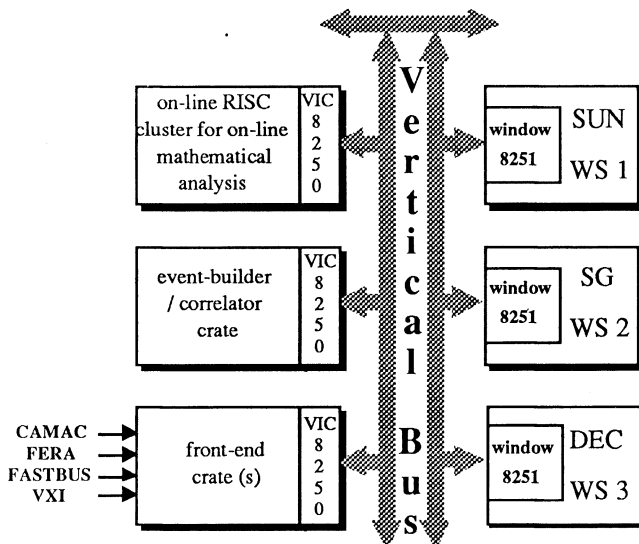 on-line RISC
cluster for on-line
mathematical
analysis
VIC
8
2
5
0
event-builder
/ correlator
crate
VIC
8
2
5
0
CAMAC
FERA
FASTBUS
VXI
front-end
crate (s)
VIC
8
2
5
0
Vertical Bus
window
8251
SUN
WS 1
window
8251
SG
WS 2
window
8251
DEC
WS 3